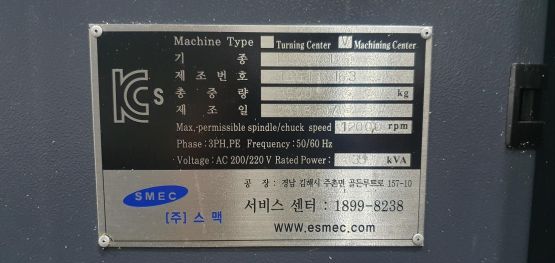 Machine Type Turning Center V Machining Center
기 종
제 조 번 호
총 중 량 kg
제 조 일
Max. permissible spindle/chuck speed 12000 rpm
Phase : 3PH, PE Frequency : 50/60 Hz
Voltage : AC 200/220 V Rated Power : kVA
공 장 : 경남 김해시 주촌면 골든루트로 157-10
SMEC 서비스 센터 : 1899-8238
[주] 스 맥 www.esmec.com